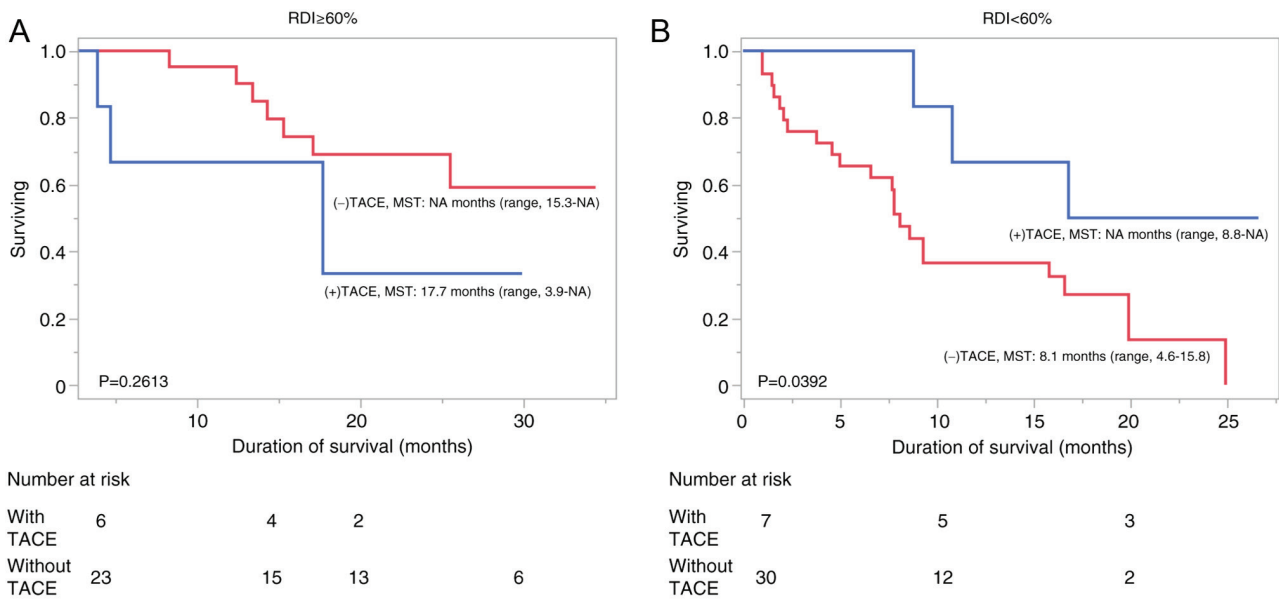 A
RDI≥60%
1.0
0.8
0.6
0.4
0.2
0
Surviving
(−)TACE, MST: NA months (range, 15.3-NA)
(+)TACE, MST: 17.7 months (range, 3.9-NA)
P=0.2613
10
20
30
Duration of survival (months)
Number at risk
With
TACE
6
4
2
Without
TACE
23
15
13
6
B
RDI<60%
1.0
0.8
0.6
0.4
0.2
0
Surviving
(+)TACE, MST: NA months (range, 8.8-NA)
(−)TACE, MST: 8.1 months (range, 4.6-15.8)
P=0.0392
0
5
10
15
20
25
Duration of survival (months)
Number at risk
With
TACE
7
5
3
Without
TACE
30
12
2